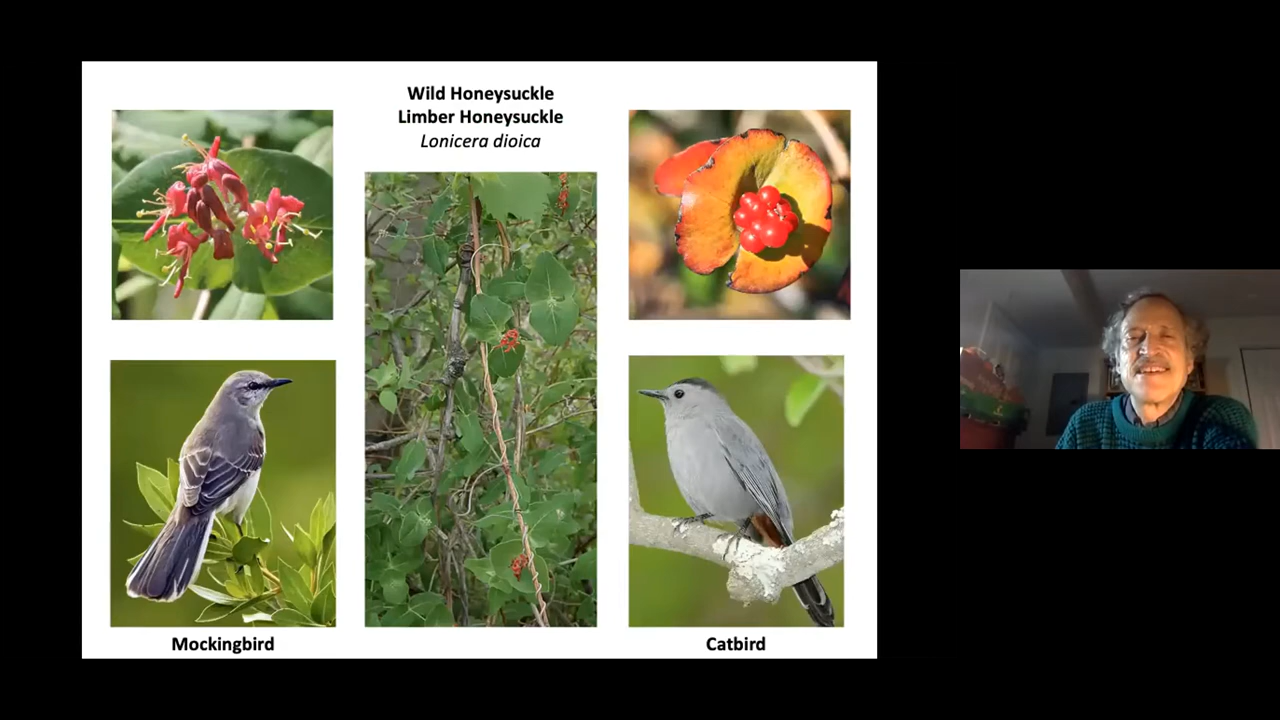 Wild Honeysuckle
Limber Honeysuckle
Lonicera dioica
Mockingbird
Catbird